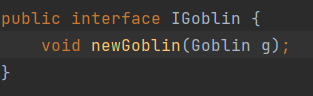 public interface IGoblin {
    void newGoblin(Goblin g);
}